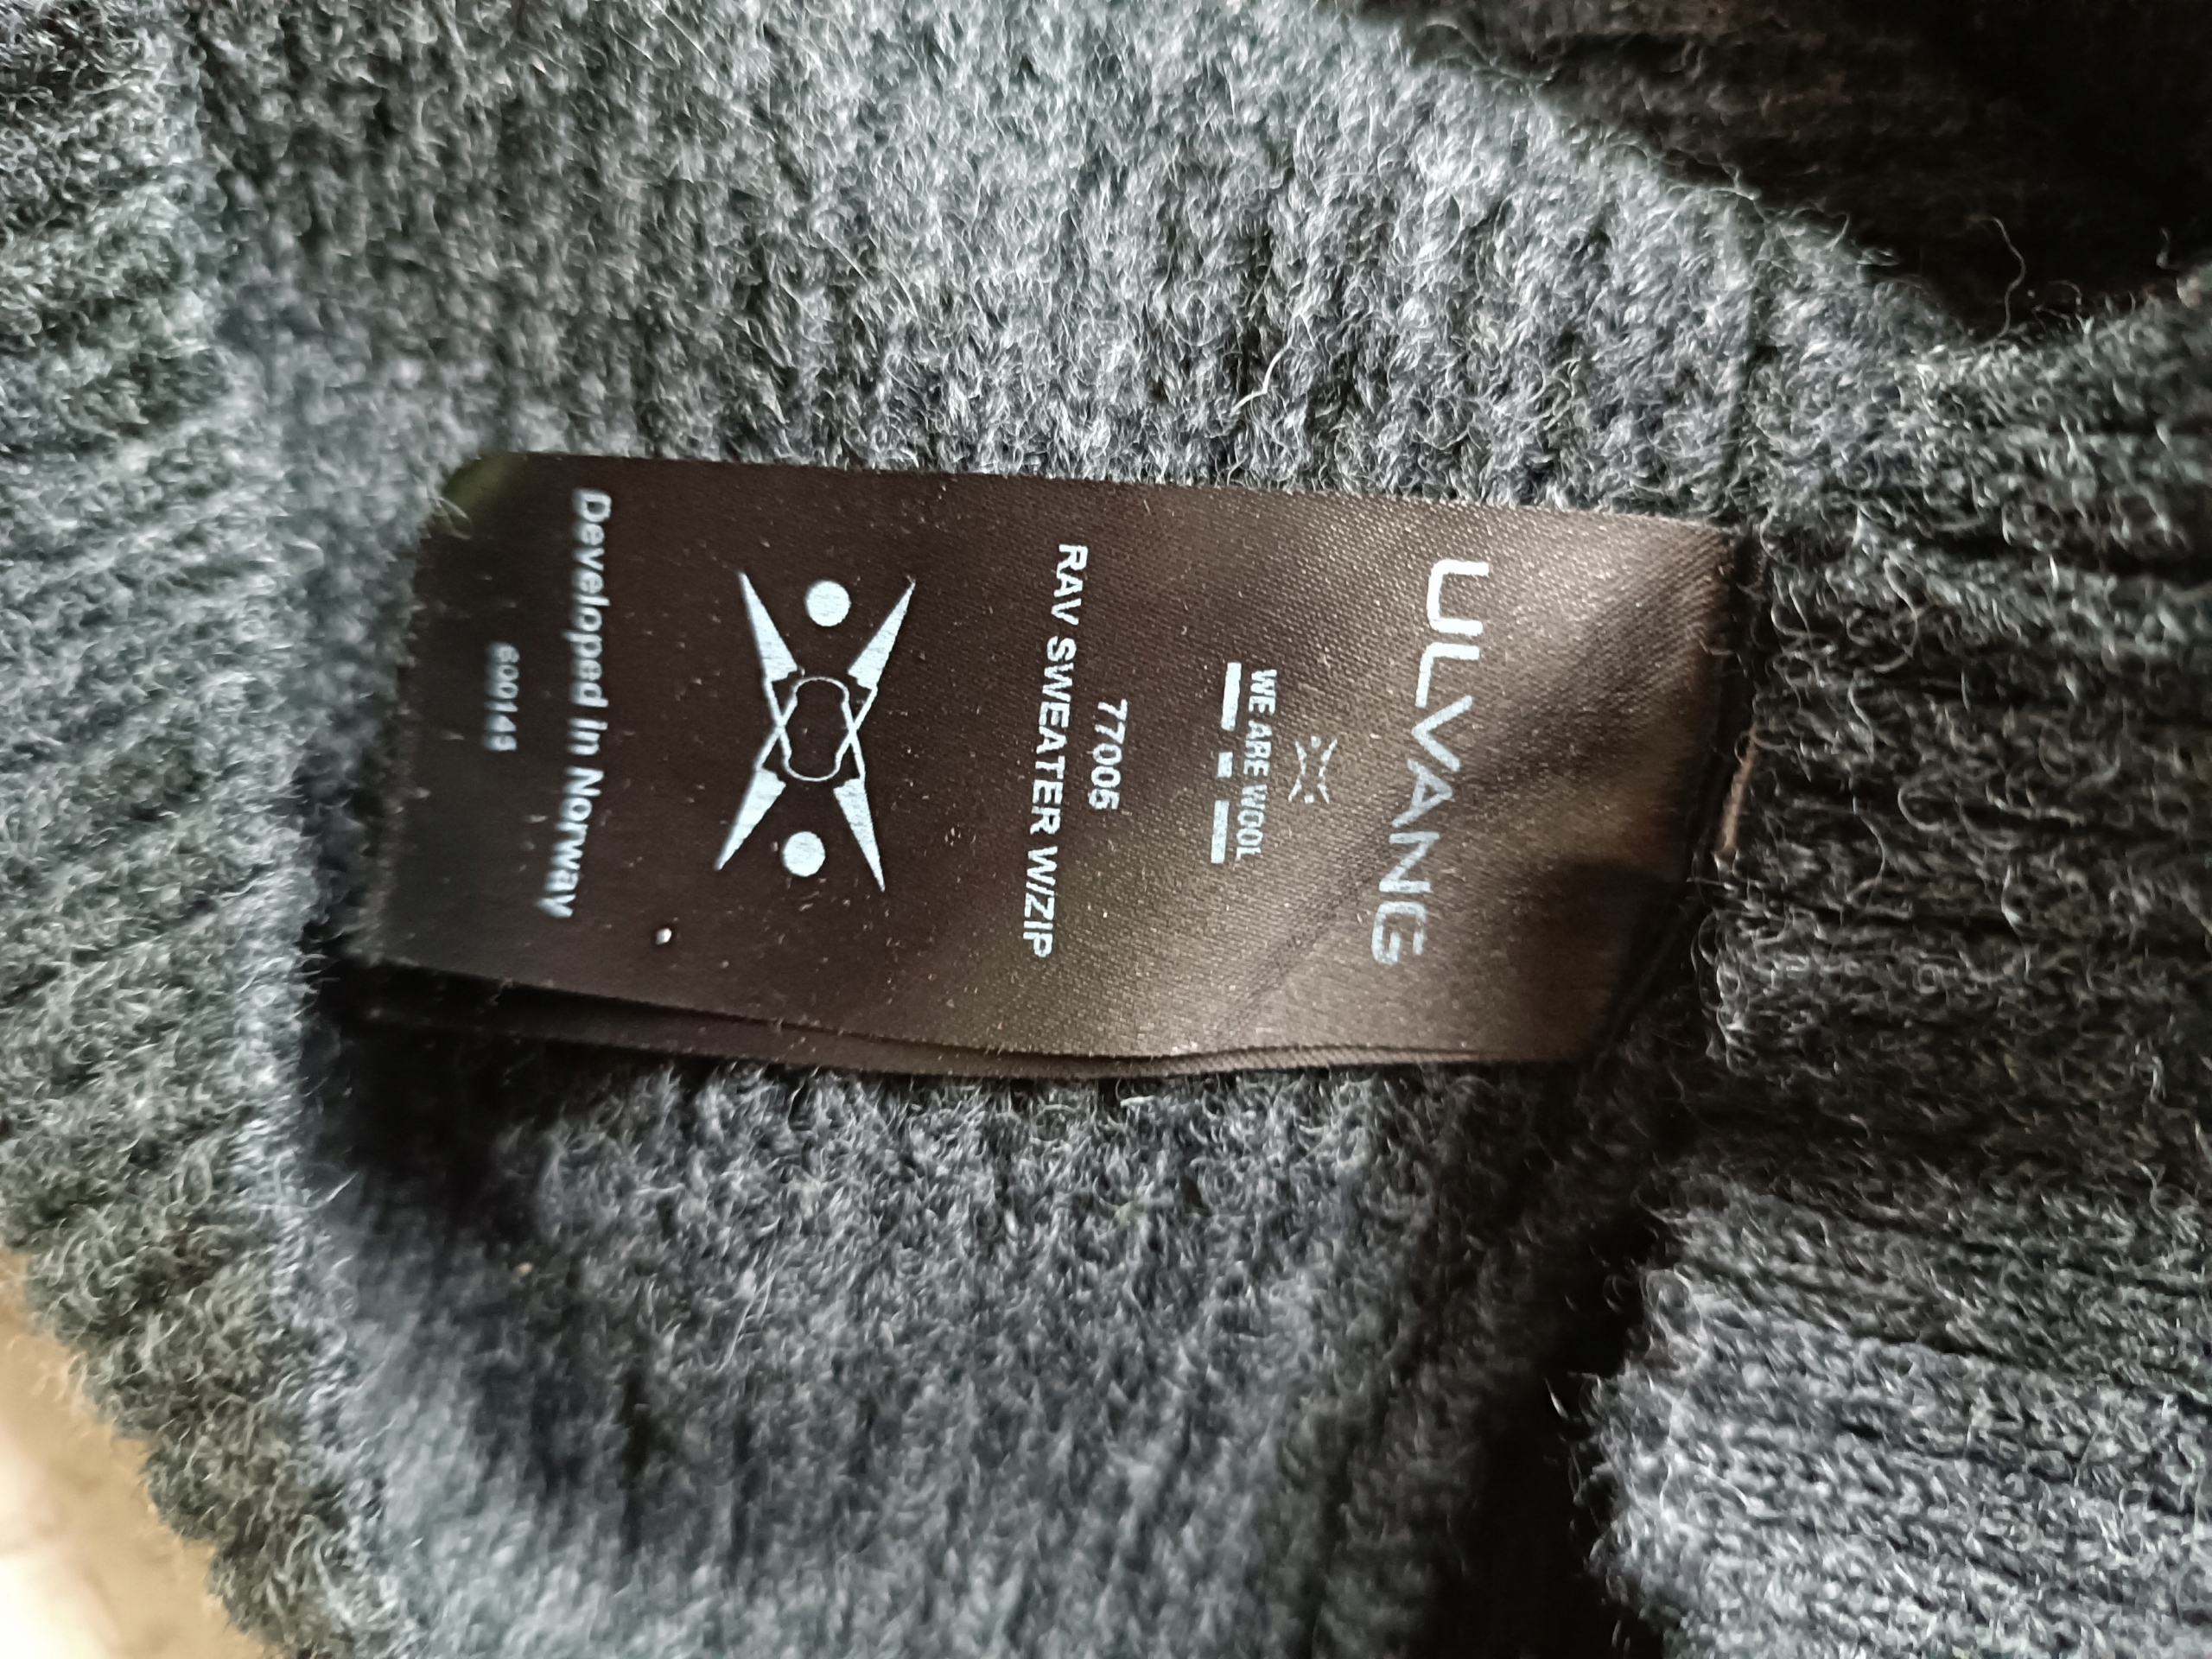 ULVANG
WE ARE WOOL
77005
RAV SWEATER W/ZIP
Developed in Norway
600145